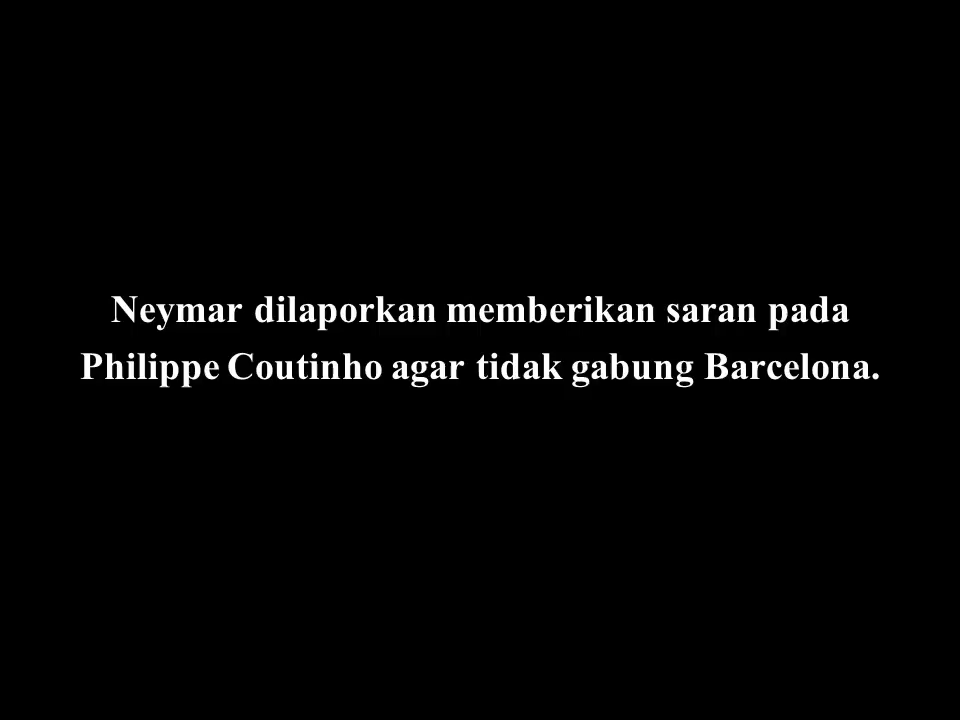 Neymar dilaporkan memberikan saran pada
Philippe Coutinho agar tidak gabung Barcelona.